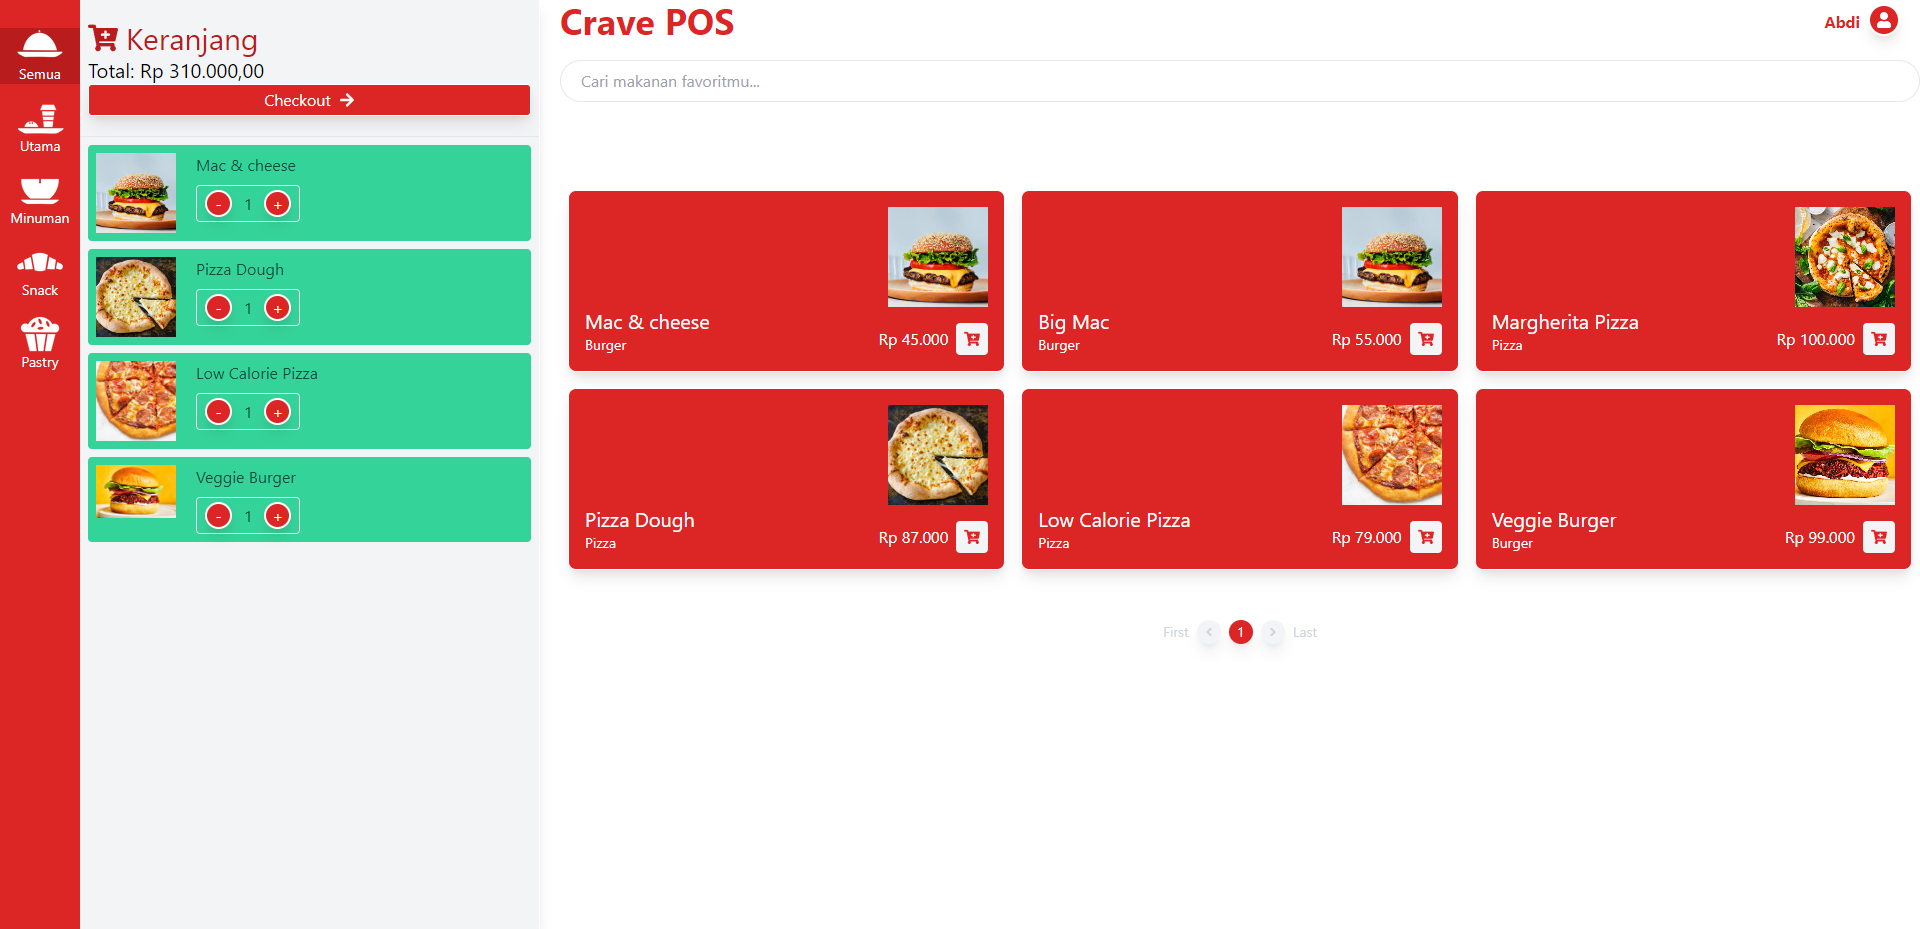 Semua
Utama
Minuman
Snack
Pastry
Keranjang
Total: Rp 310.000,00
Checkout
Mac & cheese
- 1 +
Pizza Dough
- 1 +
Low Calorie Pizza
- 1 +
Veggie Burger
- 1 +
Crave POS
Abdi
Cari makanan favoritmu...
Mac & cheese
Burger
Rp 45.000
Big Mac
Burger
Rp 55.000
Margherita Pizza
Pizza
Rp 100.000
Pizza Dough
Pizza
Rp 87.000
Low Calorie Pizza
Pizza
Rp 79.000
Veggie Burger
Burger
Rp 99.000
First 1 Last